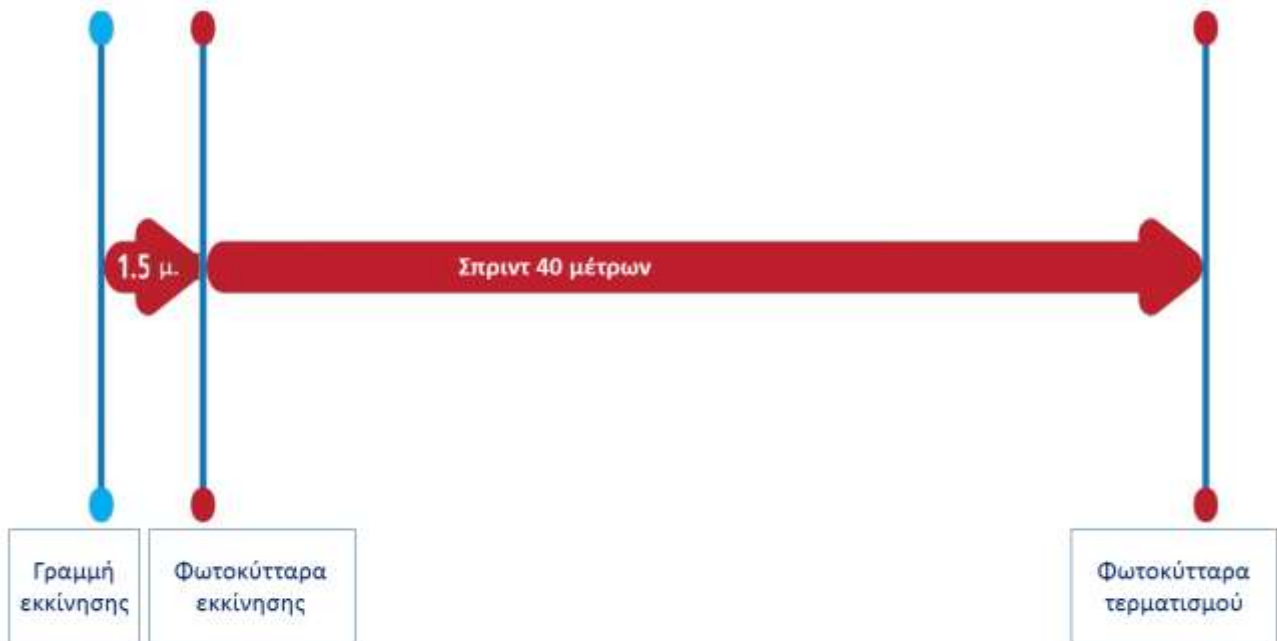 1.5 μ.
Σπριντ 40 μέτρων
Γραμμή
εκκίνησης
Φωτοκύτταρα
εκκίνησης
Φωτοκύτταρα
τερματισμού